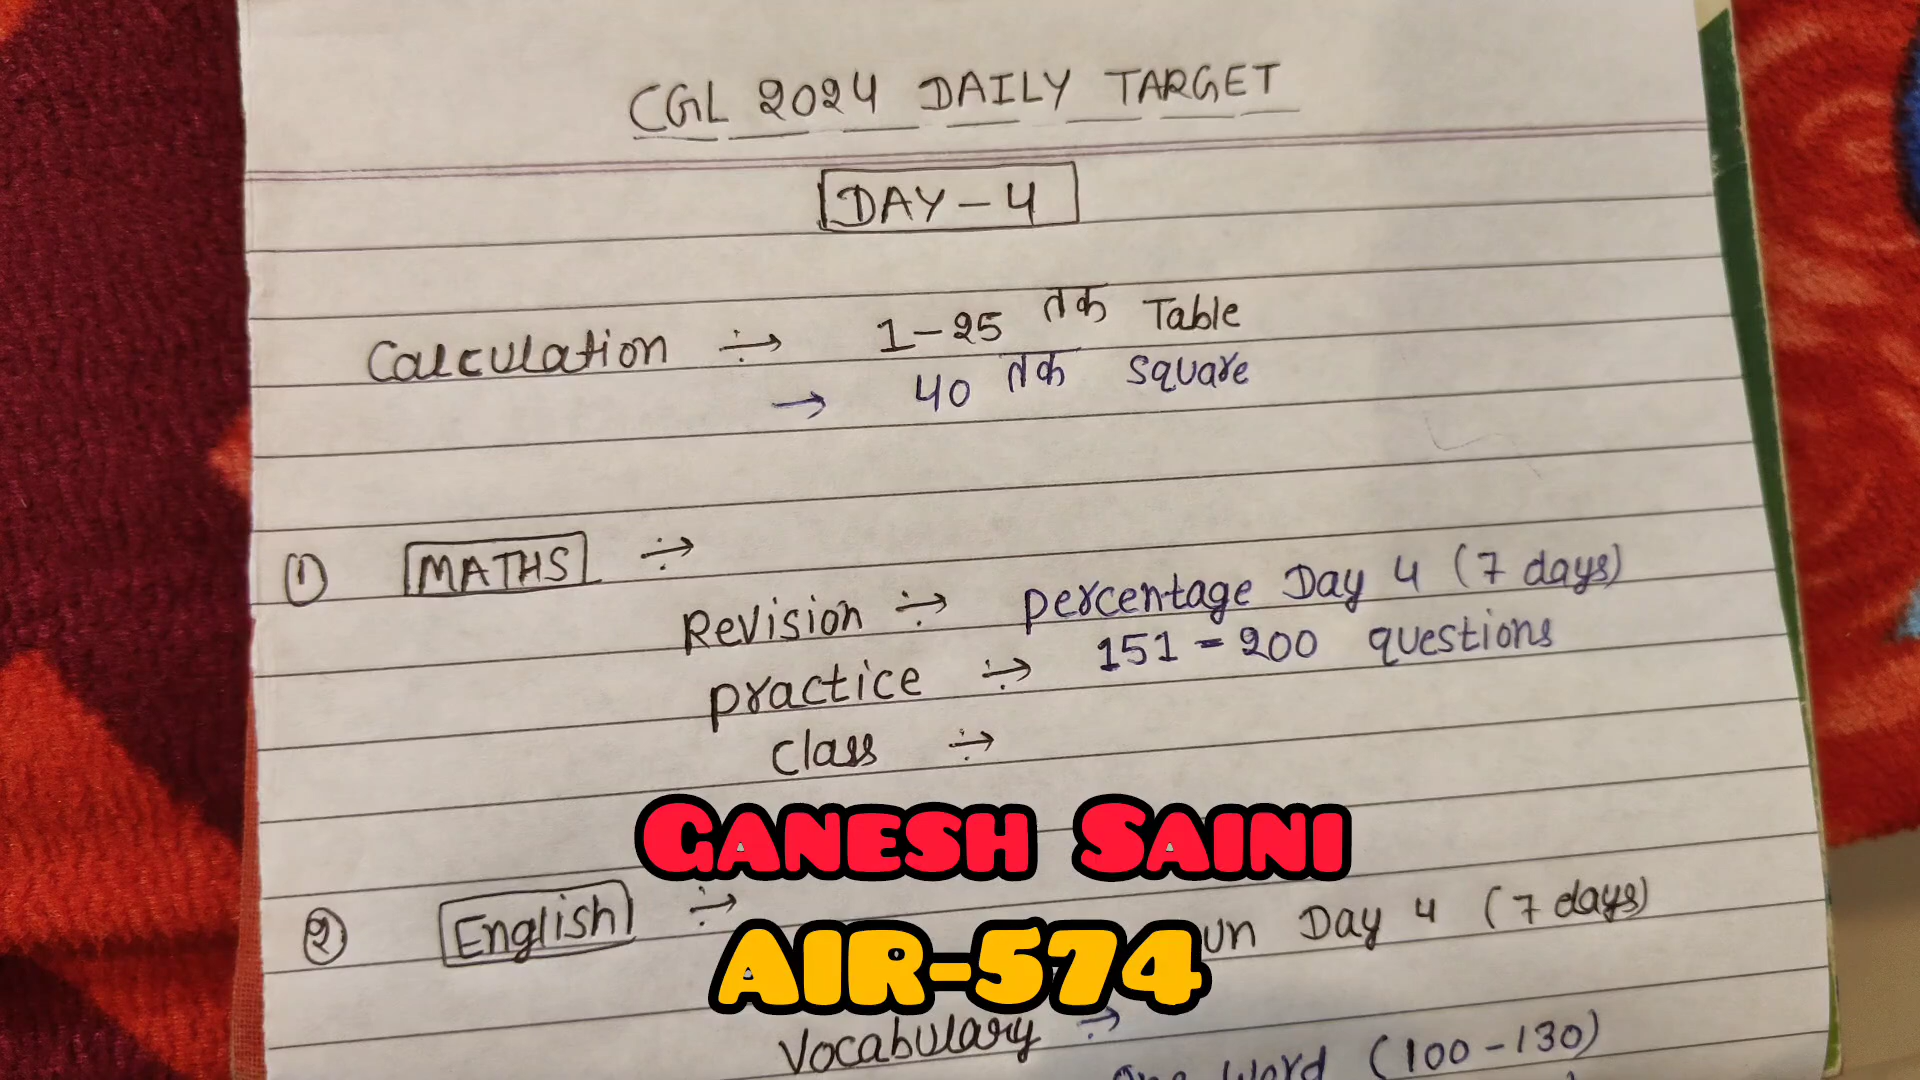 CGL 2024 DAILY TARGET
DAY - 4
Calculation ÷→ 1-25 तक Table
→ 40 तक square
① MATHS ÷→
Revision ÷→ percentage Day 4 (7 days)
practice ÷→ 151 - 200 questions
class ÷→
GANESH SAINI
② English ÷→
un Day 4 (7 days)
AIR-574
Vocabulary ÷→
One Word (100-130)